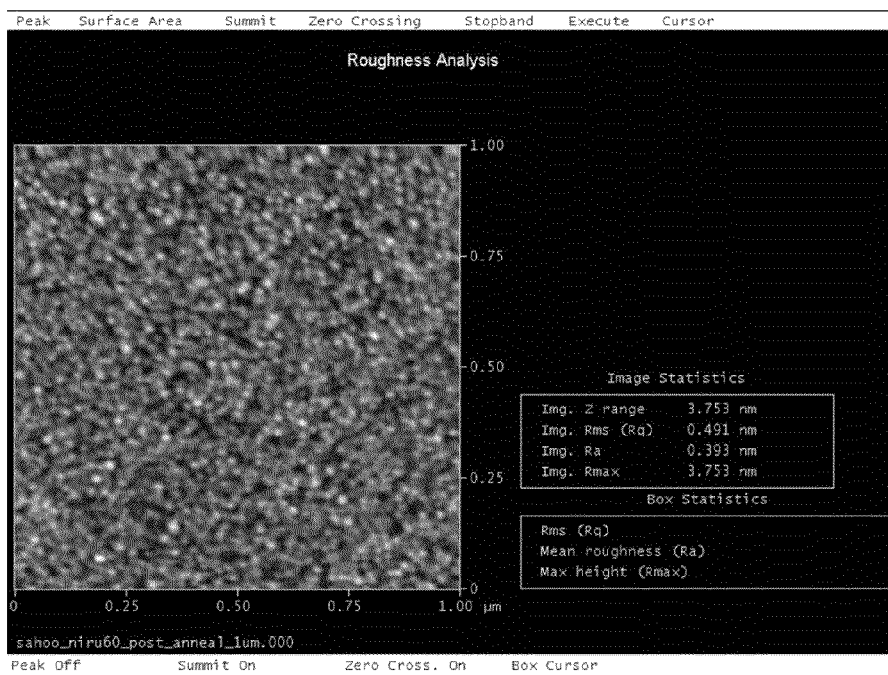 Peak Surface Area Summit Zero Crossing Stopband Execute Cursor
Roughness Analysis
1.00
0.75
0.50
0.25
0
0 0.25 0.50 0.75 1.00 µm
Image Statistics
Img. Z range 3.753 nm
Img. Rms (Rq) 0.491 nm
Img. Ra 0.393 nm
Img. Rmax 3.753 nm
Box Statistics
Rms (Rq)
Mean roughness (Ra)
Max height (Rmax)
sahoo_niru60_post_anneal_1um.000
Peak Off Summit On Zero Cross. On Box Cursor